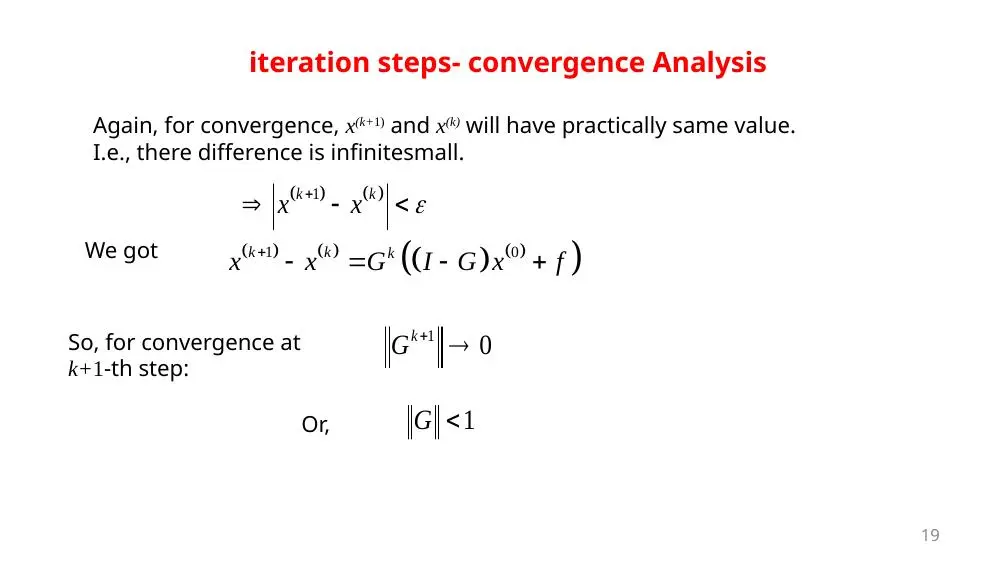 iteration steps- convergence Analysis
Again, for convergence, x^(k+1) and x^(k) will have practically same value.
I.e., there difference is infinitesmall.
⇒ |x^(k+1) − x^(k)| < ε
We got x^(k+1) − x^(k) = G^k ((I − G)x^(0) + f)
So, for convergence at ‖G^(k+1)‖ → 0
k+1-th step:
Or, ‖G‖ < 1
19